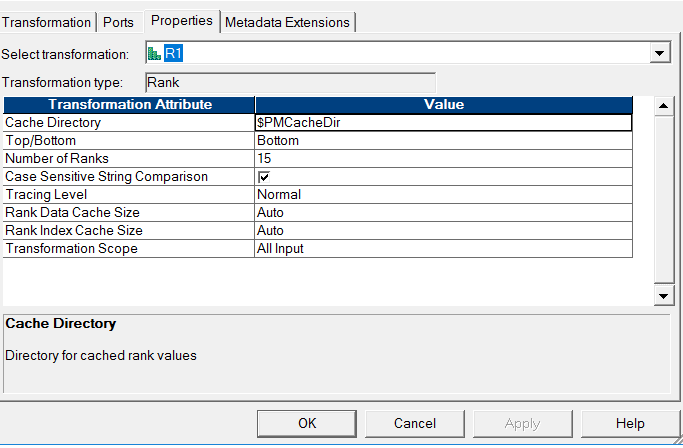 Transformation Ports Properties Metadata Extensions
Select transformation: R1
Transformation type: Rank
Transformation Attribute Value
Cache Directory $PMCacheDir
Top/Bottom Bottom
Number of Ranks 15
Case Sensitive String Comparison
Tracing Level Normal
Rank Data Cache Size Auto
Rank Index Cache Size Auto
Transformation Scope All Input
Cache Directory
Directory for cached rank values
OK Cancel Apply Help